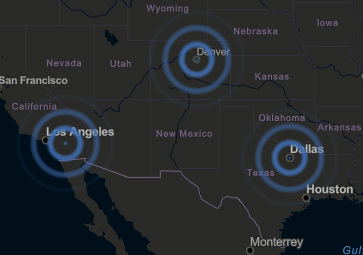 Wyoming
Nebraska
Iowa
Denver
Nevada
Utah
Kansas
San Francisco
California
Oklahoma
Arkansas
Los Angeles
New Mexico
Dallas
Texas
Houston
Monterrey
Gulf